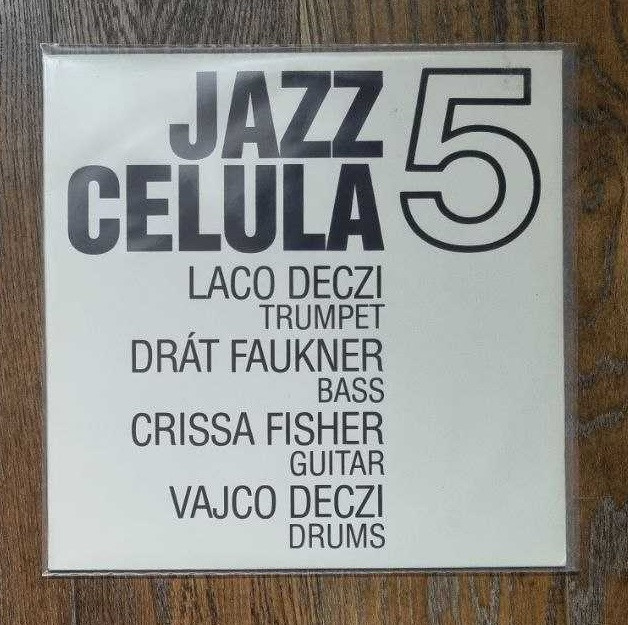 JAZZ 5
CELULA
LACO DECZI
TRUMPET
DRÁT FAUKNER
BASS
CRISSA FISHER
GUITAR
VAJCO DECZI
DRUMS